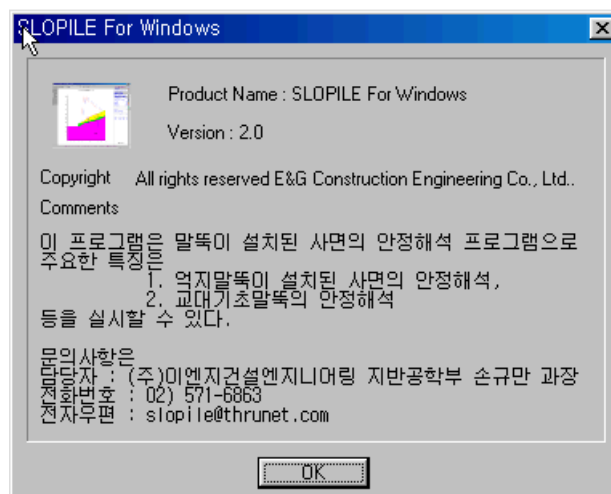 SLOPILE For Windows
Product Name : SLOPILE For Windows
Version : 2.0
Copyright All rights reserved E&G Construction Engineering Co., Ltd..
Comments
이 프로그램은 말뚝이 설치된 사면의 안정해석 프로그램으로
주요한 특징은
1. 억지말뚝이 설치된 사면의 안정해석,
2. 교대기초말뚝의 안정해석
등을 실시할 수 있다.
문의사항은
담당자 : (주)이엔지건설엔지니어링 지반공학부 손규만 과장
전화번호 : 02) 571-6863
전자우편 : slopile@thrunet.com
OK